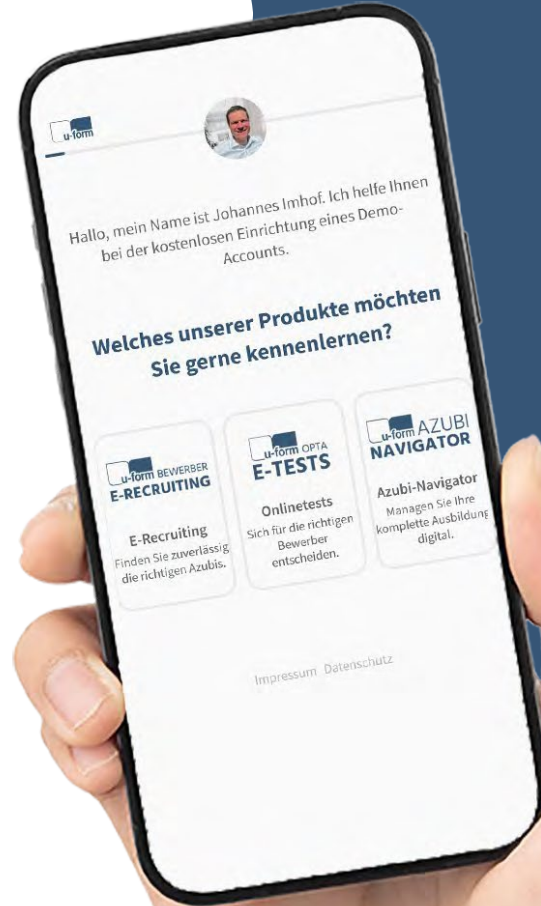 u-form
Hallo, mein Name ist Johannes Imhof. Ich helfe Ihnen
bei der kostenlosen Einrichtung eines Demo-
Accounts.
Welches unserer Produkte möchten
Sie gerne kennenlernen?
u-form BEWERBER
E-RECRUITING
E-Recruiting
Finden Sie zuverlässig
die richtigen Azubis.
u-form OPTA
E-TESTS
Onlinetests
Sich für die richtigen
Bewerber
entscheiden.
u-form AZUBI
NAVIGATOR
Azubi-Navigator
Managen Sie Ihre
komplette Ausbildung
digital.
Impressum Datenschutz